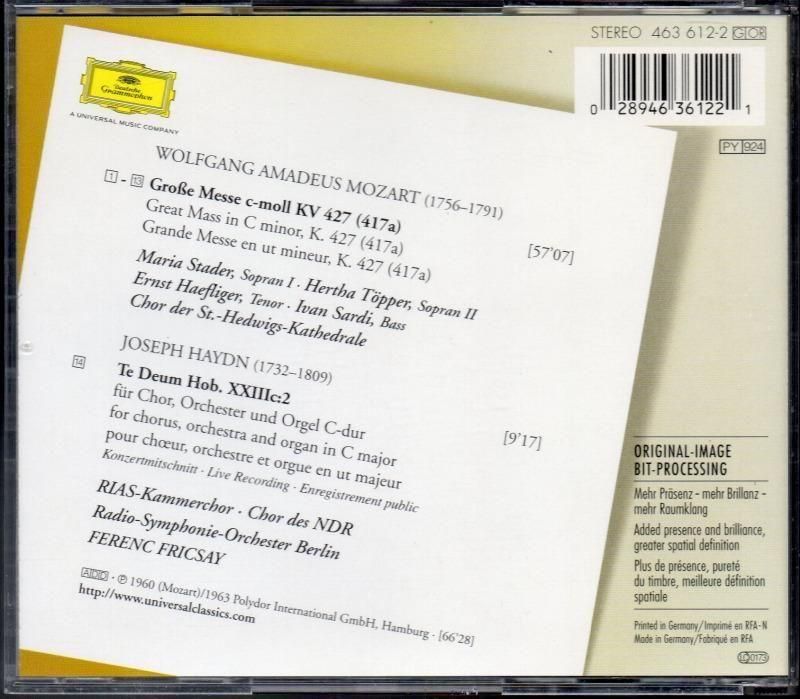 STEREO 463 612-2 GOR
0 28946 36122 1
PY 924
Deutsche
Grammophon
A UNIVERSAL MUSIC COMPANY
WOLFGANG AMADEUS MOZART (1756–1791)
1 - 13 Große Messe c-moll KV 427 (417a)
Great Mass in C minor, K. 427 (417a)
Grande Messe en ut mineur, K. 427 (417a) [57'07]
Maria Stader, Sopran I · Hertha Töpper, Sopran II
Ernst Haefliger, Tenor · Ivan Sardi, Bass
Chor der St.-Hedwigs-Kathedrale
JOSEPH HAYDN (1732–1809)
14 Te Deum Hob. XXIIIc:2
für Chor, Orchester und Orgel C-dur
for chorus, orchestra and organ in C major [9'17]
pour chœur, orchestre et orgue en ut majeur
Konzertmitschnitt · Live Recording · Enregistrement public
RIAS-Kammerchor · Chor des NDR
Radio-Symphonie-Orchester Berlin
FERENC FRICSAY
ADD · ℗ 1960 (Mozart)/1963 Polydor International GmbH, Hamburg · [66'28]
http://www.universalclassics.com
ORIGINAL-IMAGE
BIT-PROCESSING
Mehr Präsenz - mehr Brillanz -
mehr Raumklang
Added presence and brilliance,
greater spatial definition
Plus de présence, pureté
du timbre, meilleure définition
spatiale
Printed in Germany/Imprimé en RFA-N
Made in Germany/Fabriqué en RFA
LC 0173